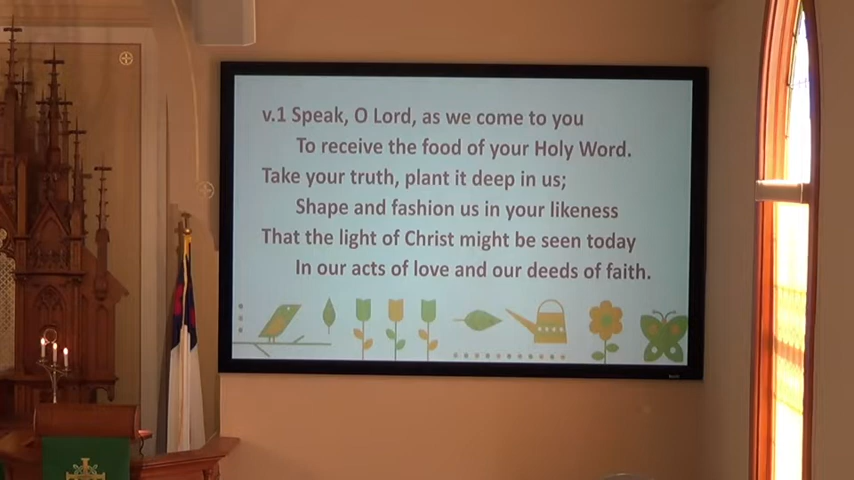 v.1 Speak, O Lord, as we come to you
To receive the food of your Holy Word.
Take your truth, plant it deep in us;
Shape and fashion us in your likeness
That the light of Christ might be seen today
In our acts of love and our deeds of faith.